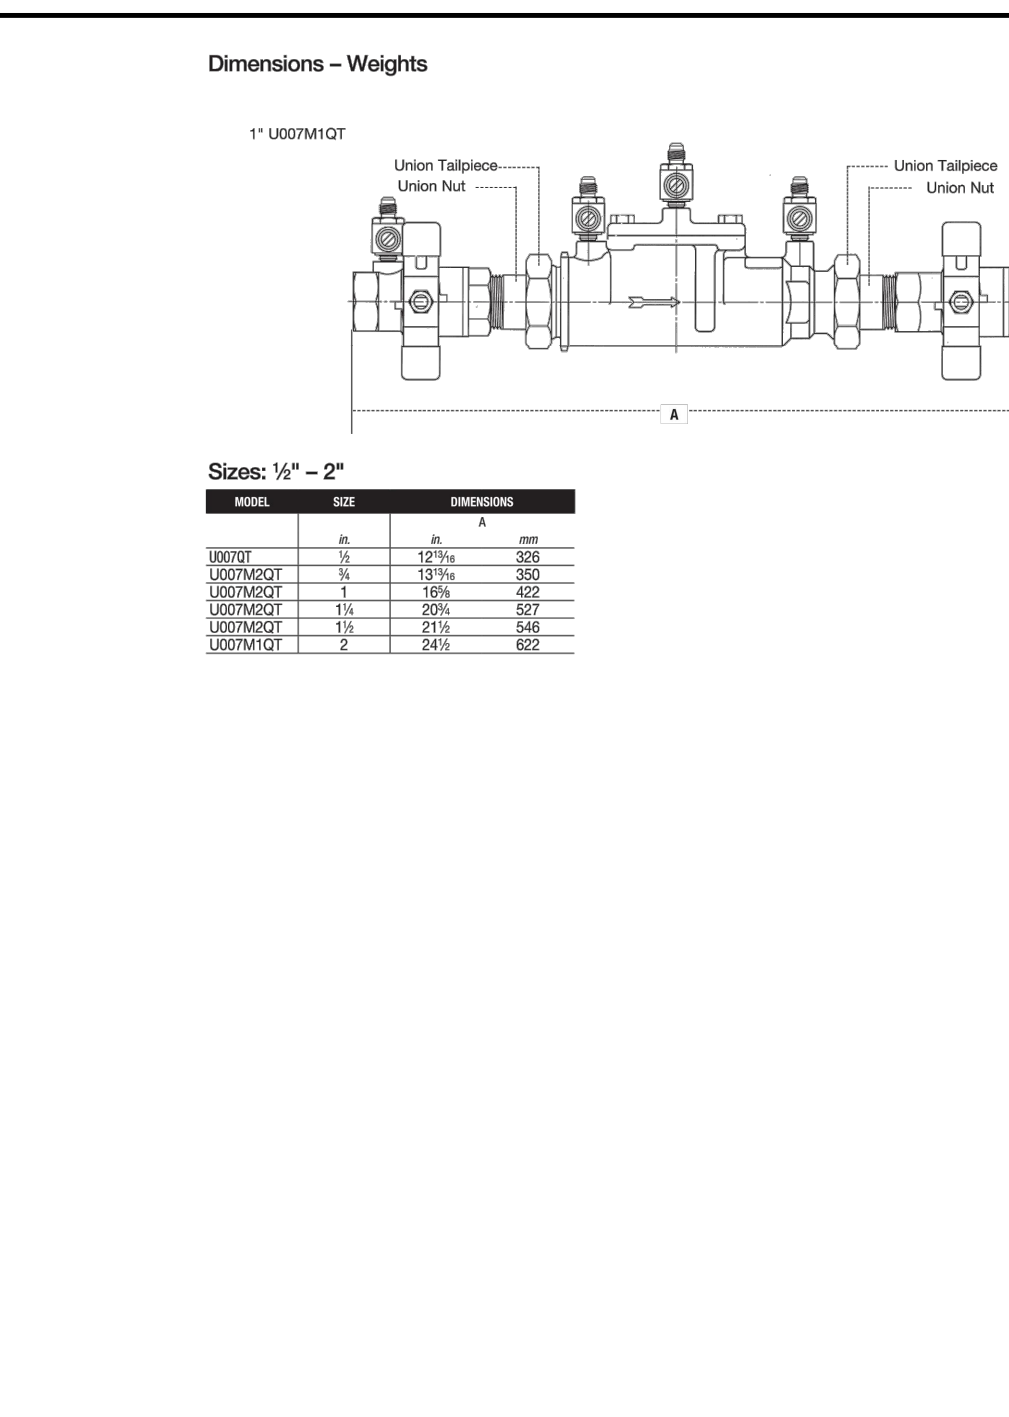 Dimensions – Weights
1" U007M1QT
Union Tailpiece
Union Nut
Union Tailpiece
Union Nut
A
Sizes: ½" – 2"
MODEL SIZE DIMENSIONS
A
in. in. mm
U007QT ½ 12¹³⁄₁₆ 326
U007M2QT ¾ 13¹³⁄₁₆ 350
U007M2QT 1 16⅝ 422
U007M2QT 1¼ 20¾ 527
U007M2QT 1½ 21½ 546
U007M1QT 2 24½ 622